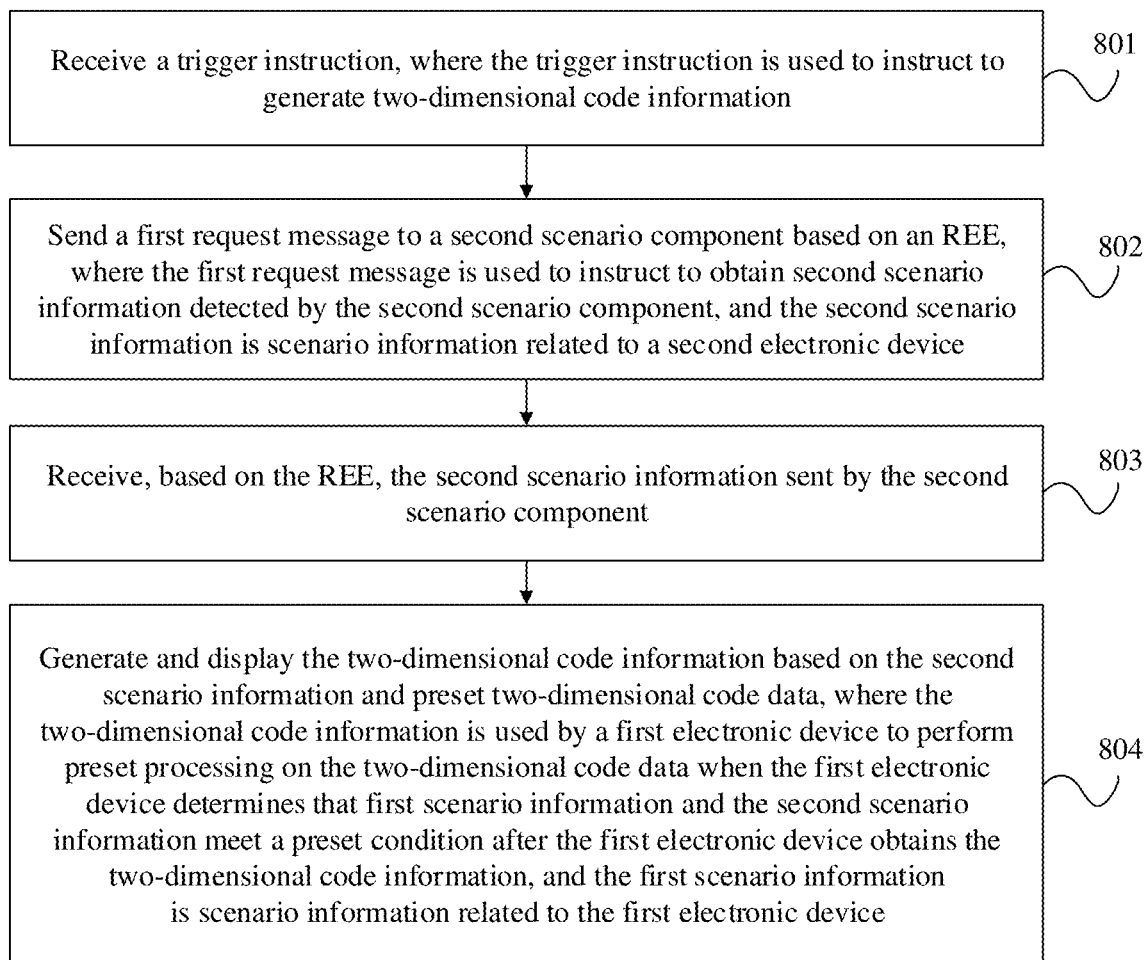 Receive a trigger instruction, where the trigger instruction is used to instruct to
generate two-dimensional code information
801
Send a first request message to a second scenario component based on an REE,
where the first request message is used to instruct to obtain second scenario
information detected by the second scenario component, and the second scenario
information is scenario information related to a second electronic device
802
Receive, based on the REE, the second scenario information sent by the second
scenario component
803
Generate and display the two-dimensional code information based on the second
scenario information and preset two-dimensional code data, where the
two-dimensional code information is used by a first electronic device to perform
preset processing on the two-dimensional code data when the first electronic
device determines that first scenario information and the second scenario
information meet a preset condition after the first electronic device obtains the
two-dimensional code information, and the first scenario information
is scenario information related to the first electronic device
804